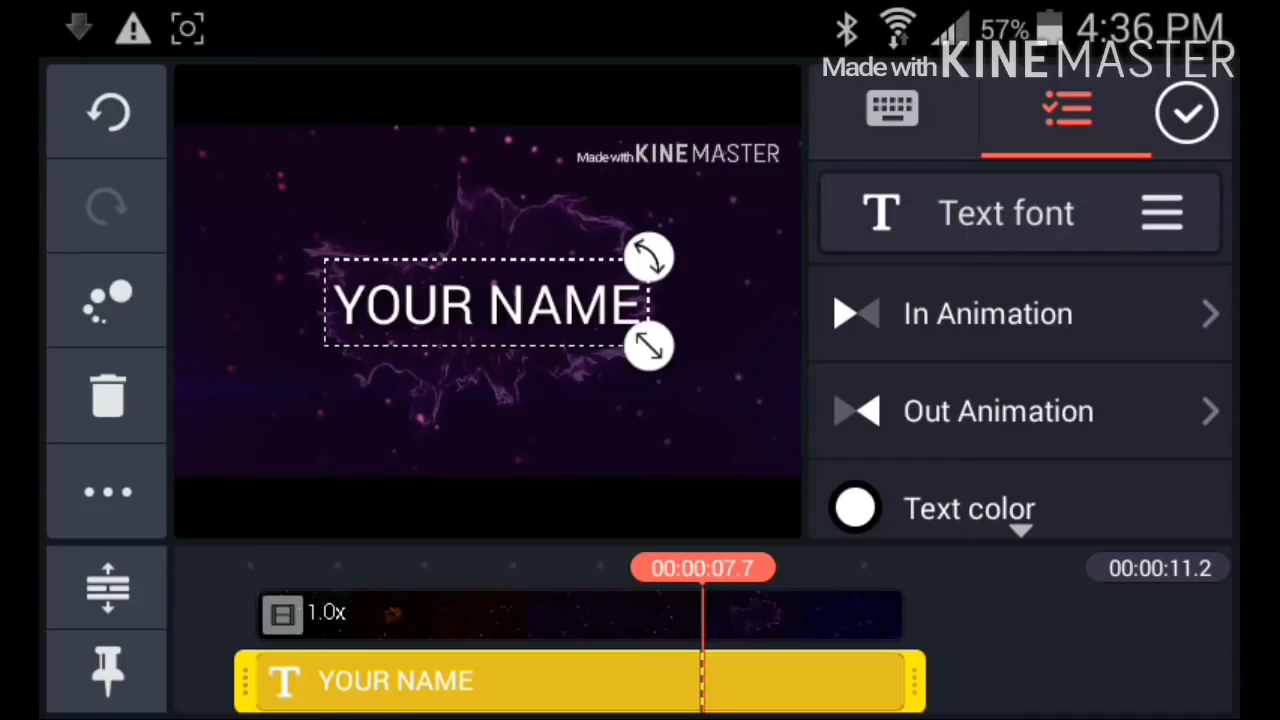 57% 4:36 PM
Made with KINEMASTER
Made with KINEMASTER
T Text font
YOUR NAME
In Animation
Out Animation
Text color
00:00:07.7
00:00:11.2
1.0x
T YOUR NAME